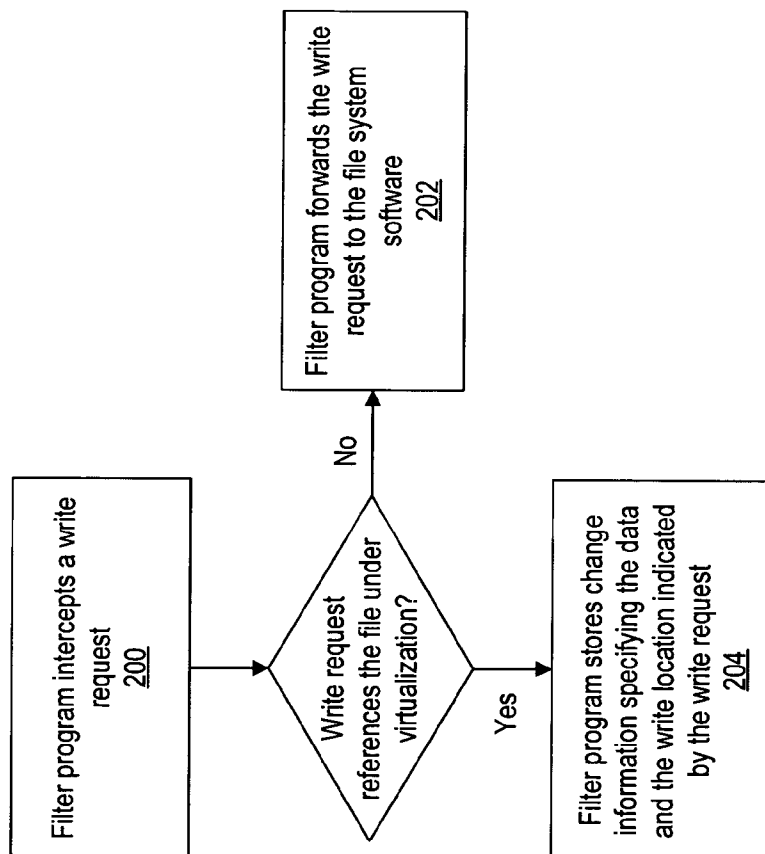 Filter program intercepts a write
request
200
Write request
references the file under
virtualization?
No
Filter program forwards the write
request to the file system
software
202
Yes
Filter program stores change
information specifying the data
and the write location indicated
by the write request
204